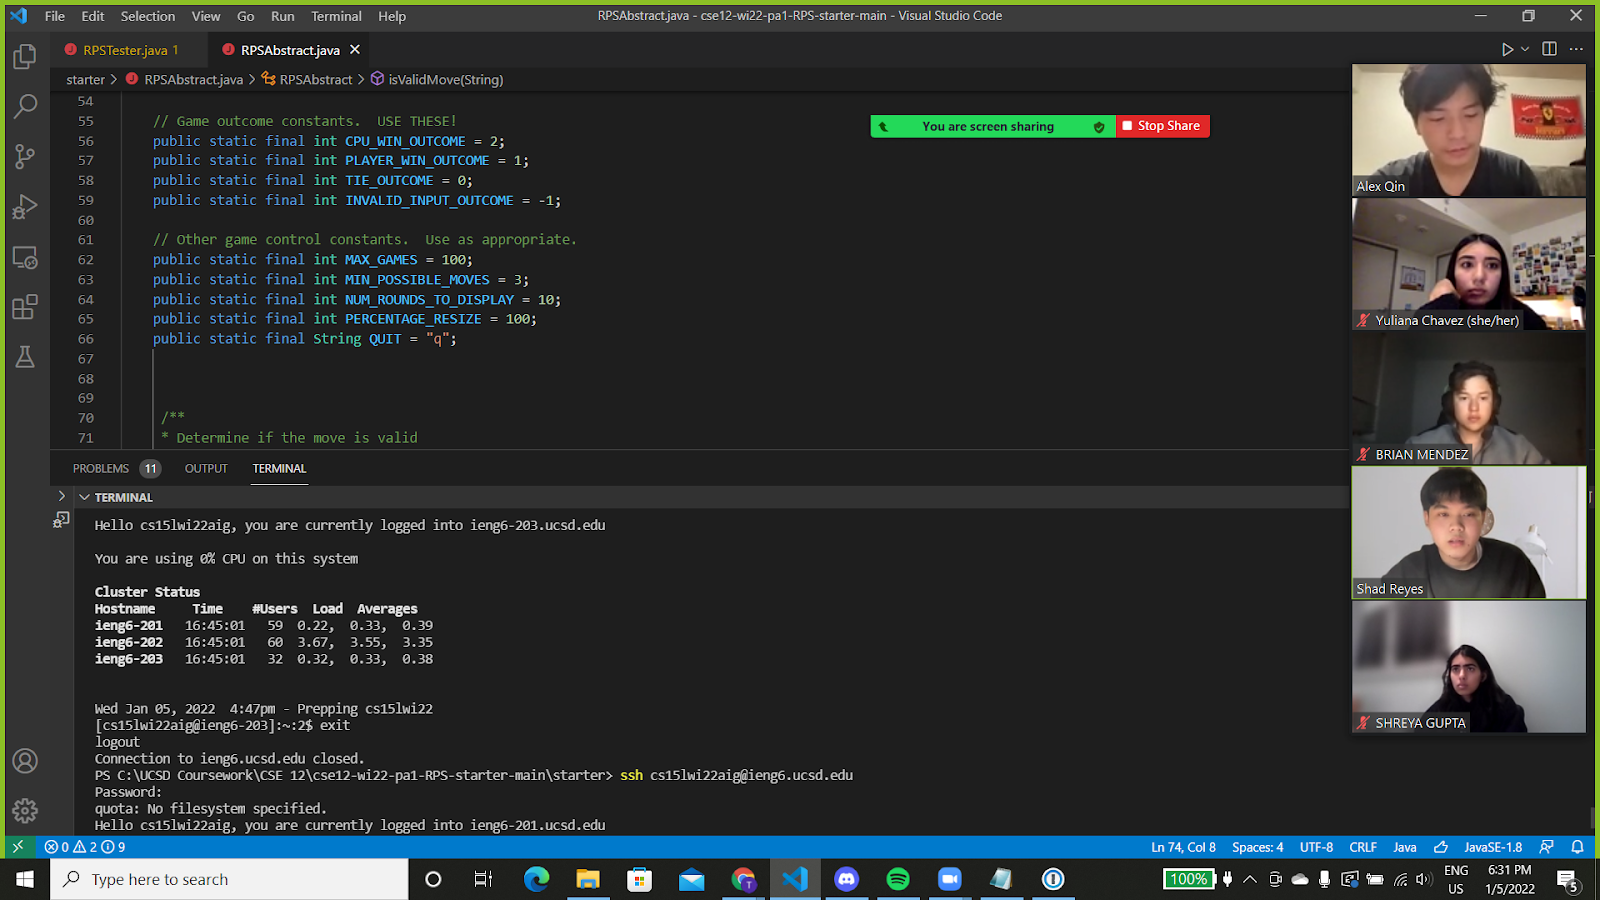 File Edit Selection View Go Run Terminal Help
RPSAbstract.java - cse12-wi22-pa1-RPS-starter-main - Visual Studio Code
RPSTester.java 1
RPSAbstract.java
starter > RPSAbstract.java > RPSAbstract > isValidMove(String)
You are screen sharing
Stop Share
54
55 // Game outcome constants.  USE THESE!
56 public static final int CPU_WIN_OUTCOME = 2;
57 public static final int PLAYER_WIN_OUTCOME = 1;
58 public static final int TIE_OUTCOME = 0;
59 public static final int INVALID_INPUT_OUTCOME = -1;
60
61 // Other game control constants.  Use as appropriate.
62 public static final int MAX_GAMES = 100;
63 public static final int MIN_POSSIBLE_MOVES = 3;
64 public static final int NUM_ROUNDS_TO_DISPLAY = 10;
65 public static final int PERCENTAGE_RESIZE = 100;
66 public static final String QUIT = "q";
67
68
69
70 /**
71 * Determine if the move is valid
PROBLEMS 11 OUTPUT TERMINAL
TERMINAL
Hello cs15lwi22aig, you are currently logged into ieng6-203.ucsd.edu
You are using 0% CPU on this system
Cluster Status
Hostname Time #Users Load Averages
ieng6-201 16:45:01 59 0.22, 0.33, 0.39
ieng6-202 16:45:01 60 3.67, 3.55, 3.35
ieng6-203 16:45:01 32 0.32, 0.33, 0.38
Wed Jan 05, 2022  4:47pm - Prepping cs15lwi22
[cs15lwi22aig@ieng6-203]:~:2$ exit
logout
Connection to ieng6.ucsd.edu closed.
PS C:\UCSD Coursework\CSE 12\cse12-wi22-pa1-RPS-starter-main\starter> ssh cs15lwi22aig@ieng6.ucsd.edu
Password:
quota: No filesystem specified.
Hello cs15lwi22aig, you are currently logged into ieng6-201.ucsd.edu
Alex Qin
Yuliana Chavez (she/her)
BRIAN MENDEZ
Shad Reyes
SHREYA GUPTA
0 2 9
Ln 74, Col 8 Spaces: 4 UTF-8 CRLF Java JavaSE-1.8
Type here to search
100%
ENG
US
6:31 PM
1/5/2022
5